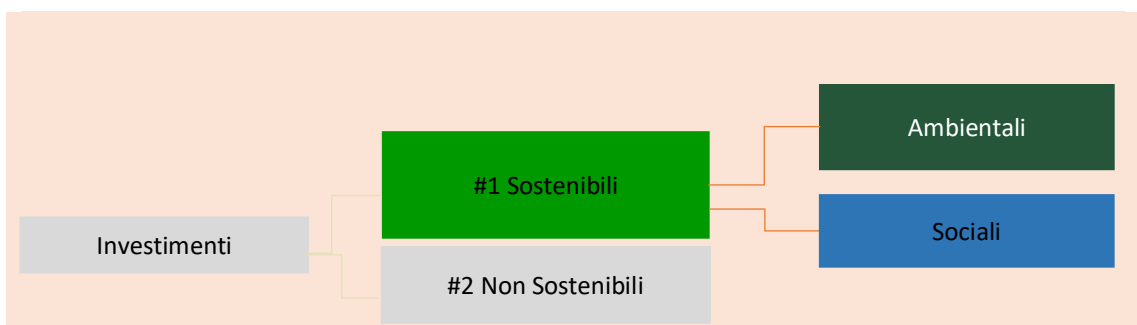 Investimenti
#1 Sostenibili
#2 Non Sostenibili
Ambientali
Sociali